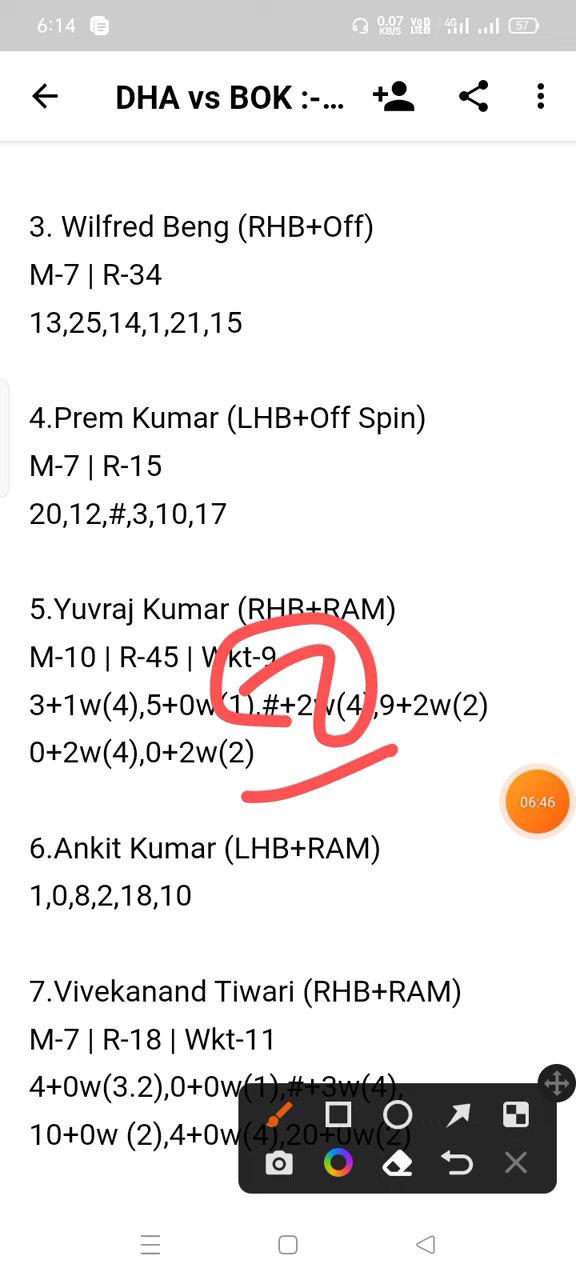 6:14 0.07 KB/S VoD LTEB 4G 57
DHA vs BOK :-...
3. Wilfred Beng (RHB+Off)
M-7 | R-34
13,25,14,1,21,15
4.Prem Kumar (LHB+Off Spin)
M-7 | R-15
20,12,#,3,10,17
5.Yuvraj Kumar (RHB+RAM)
M-10 | R-45 | Wkt-9
3+1w(4),5+0w(1),#+2w(4),9+2w(2)
0+2w(4),0+2w(2)
06:46
6.Ankit Kumar (LHB+RAM)
1,0,8,2,18,10
7.Vivekanand Tiwari (RHB+RAM)
M-7 | R-18 | Wkt-11
4+0w(3.2),0+0w(1),#+3w(4),
10+0w (2),4+0w(4),20+0w(2)